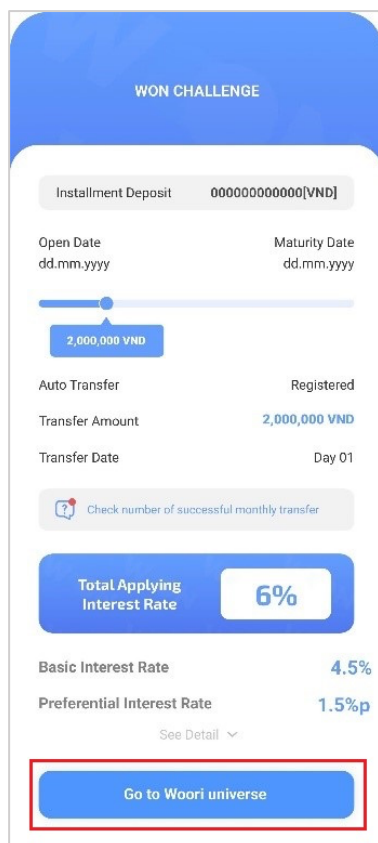 WON CHALLENGE
Installment Deposit 000000000000[VND]
Open Date Maturity Date
dd.mm.yyyy dd.mm.yyyy
2,000,000 VND
Auto Transfer Registered
Transfer Amount 2,000,000 VND
Transfer Date Day 01
? Check number of successful monthly transfer
Total Applying
Interest Rate 6%
Basic Interest Rate 4.5%
Preferential Interest Rate 1.5%p
See Detail
Go to Woori universe